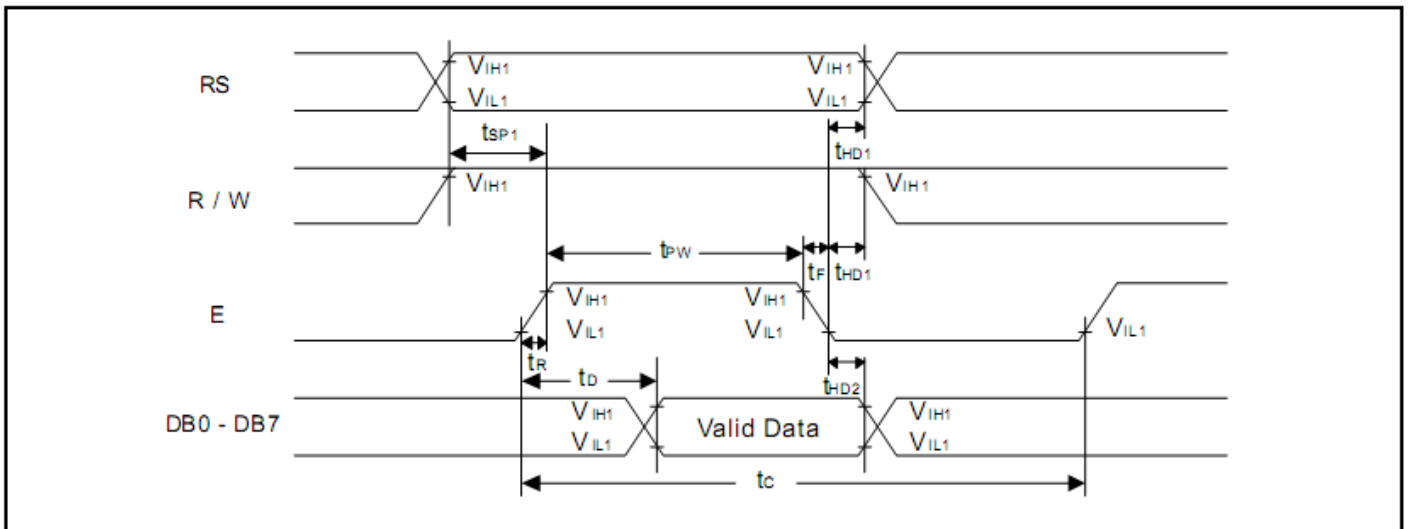 RS
VIH1
VIL1
VIH1
VIL1
tSP1
tHD1
R / W
VIH1
VIH1
tPW
tF
tHD1
E
VIH1
VIL1
VIH1
VIL1
VIL1
tR
tD
tHD2
DB0 - DB7
VIH1
VIL1
Valid Data
VIH1
VIL1
tC